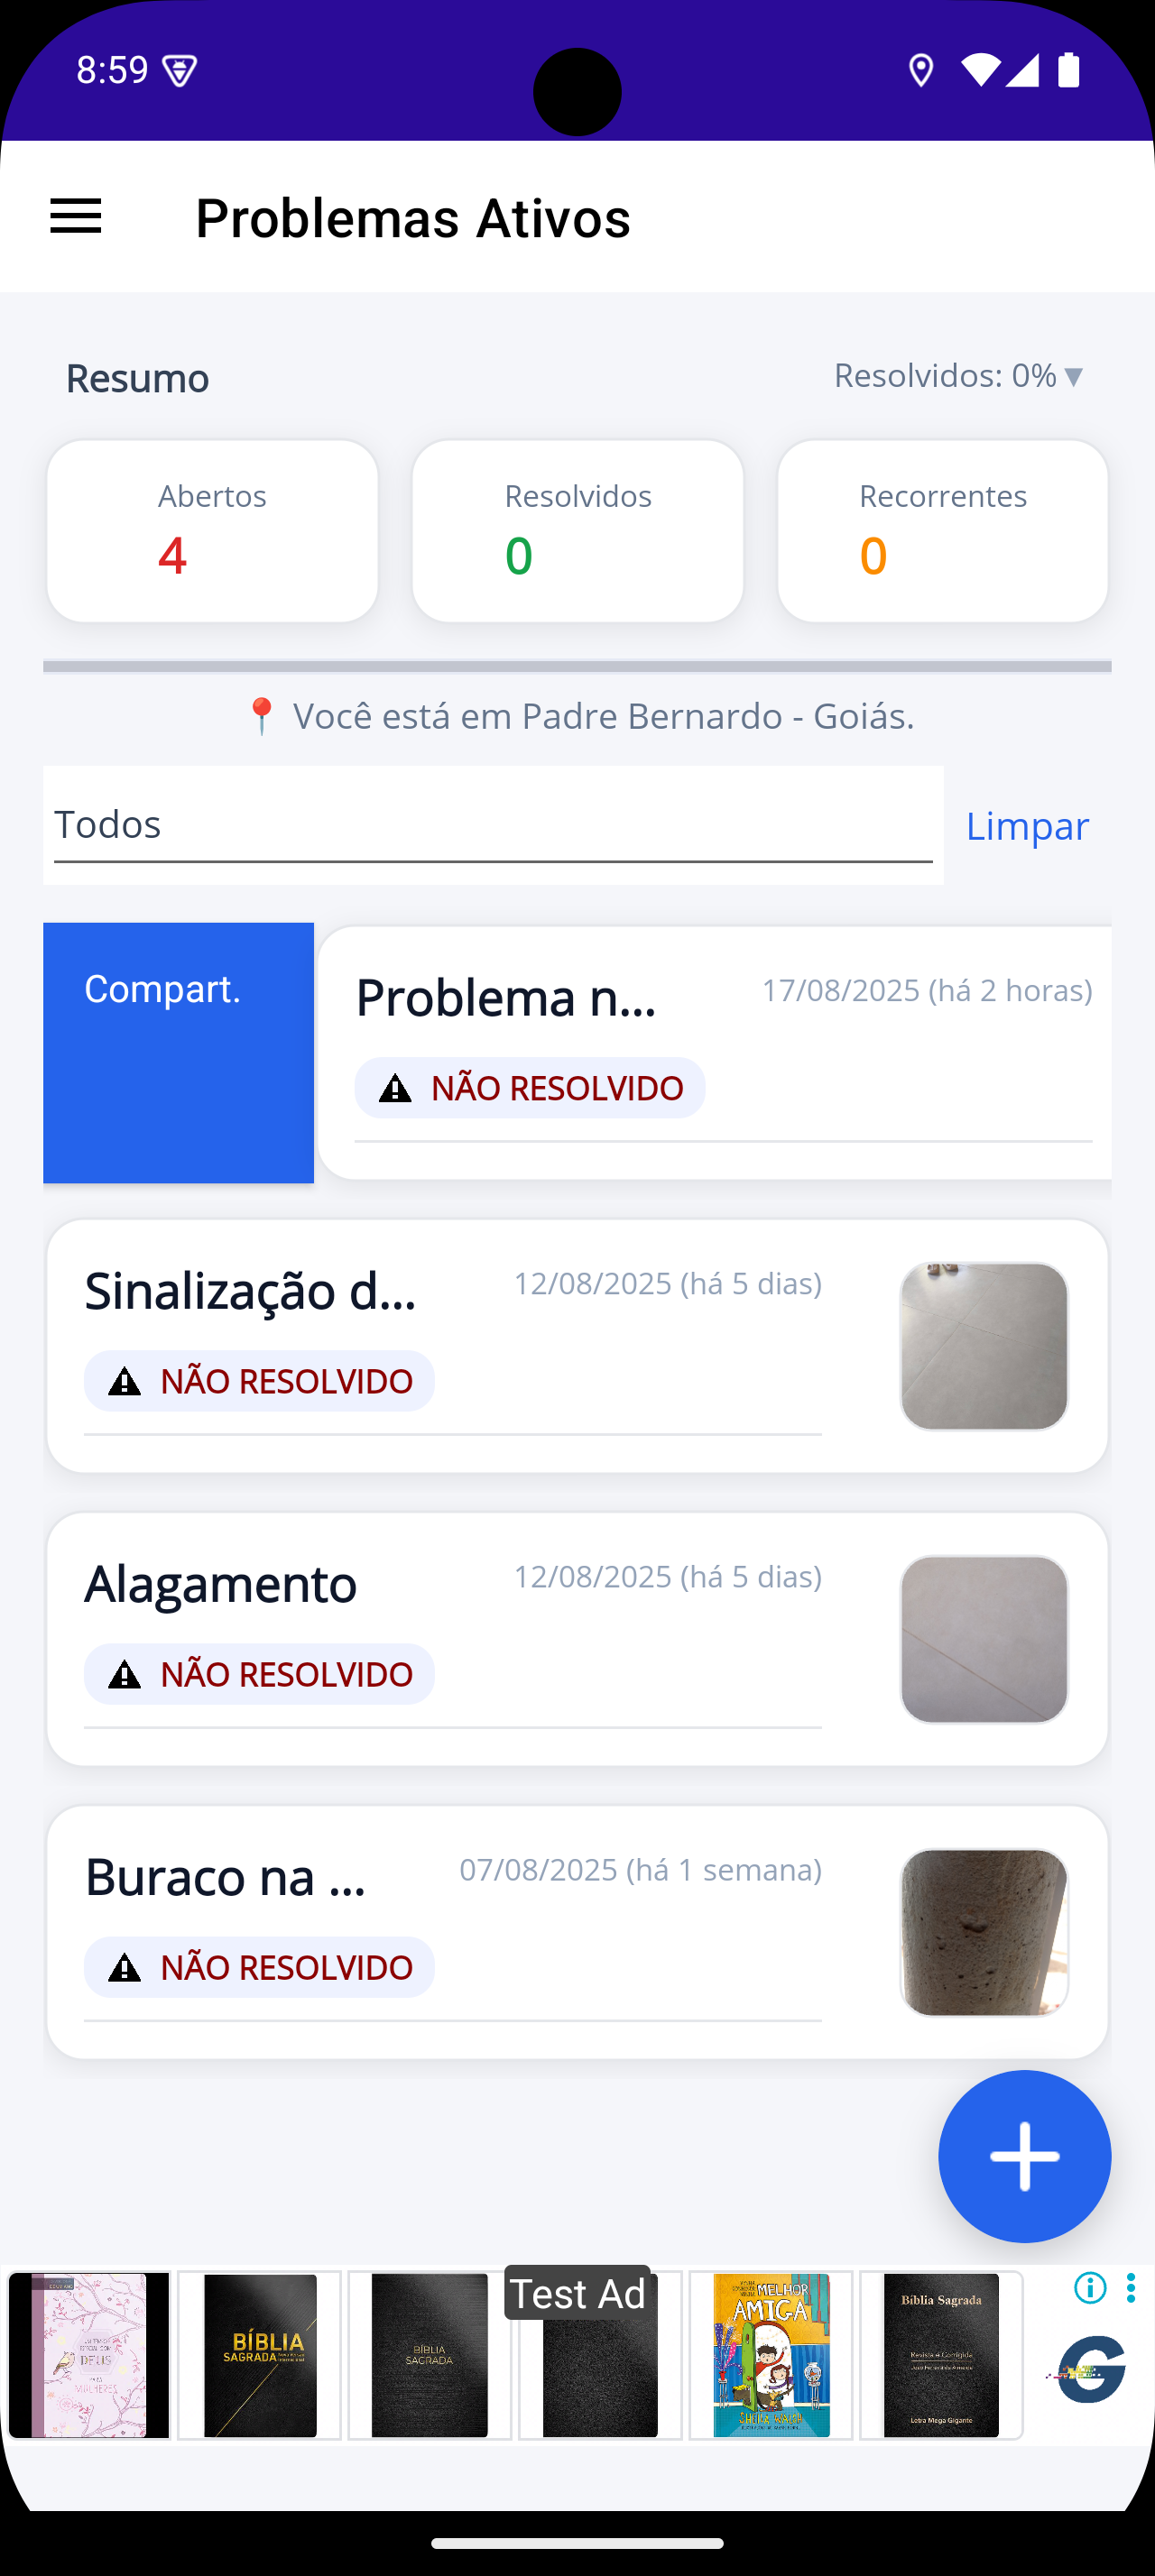 8:59
Problemas Ativos
Resumo
Resolvidos: 0% ▼
Abertos
4
Resolvidos
0
Recorrentes
0
📍 Você está em Padre Bernardo - Goiás.
Todos
Limpar
Compart.
Problema n...
17/08/2025 (há 2 horas)
NÃO RESOLVIDO
Sinalização d...
12/08/2025 (há 5 dias)
NÃO RESOLVIDO
Alagamento
12/08/2025 (há 5 dias)
NÃO RESOLVIDO
Buraco na ...
07/08/2025 (há 1 semana)
NÃO RESOLVIDO
Test Ad
DEUS
MULHERES
BÍBLIA
SAGRADA
BÍBLIA
SAGRADA
MELHOR
AMIGA
SHEILA WALSH
Bíblia Sagrada
Revista e Corrigida
Letra Mega Gigante
G